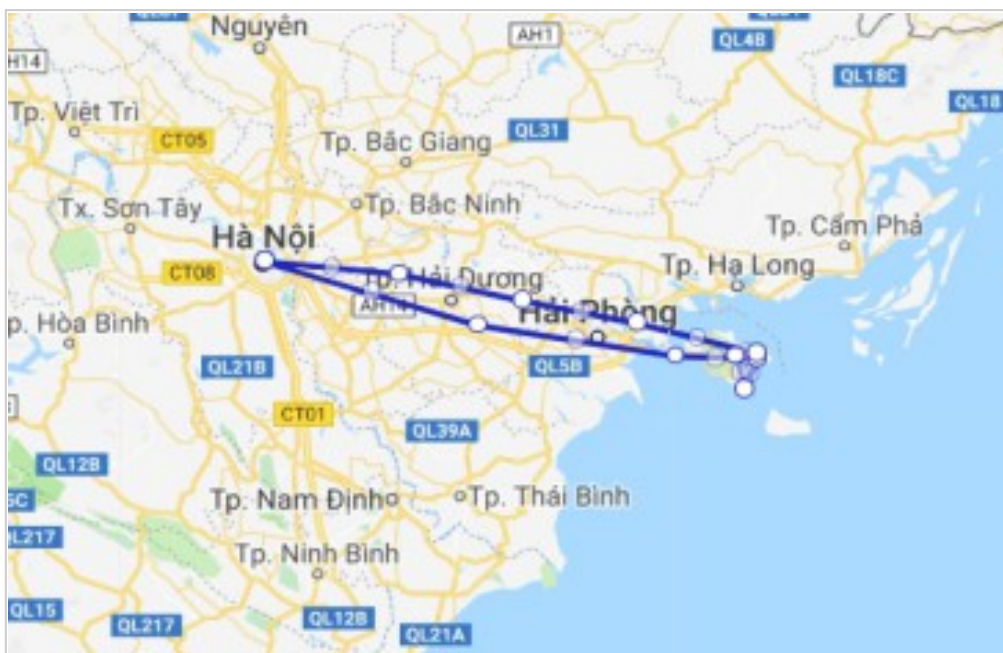 Nguyên
AH1
QL4B
H14
QL18C
QL18
Tp. Việt Trì
CT05
QL31
Tp. Bắc Giang
Tx. Sơn Tây
Tp. Bắc Ninh
Hà Nội
Tp. Cẩm Phả
CT08
Tp. Hải Dương
Tp. Hạ Long
AH14
Hải Phòng
p. Hòa Bình
QL21B
QL5B
CT01
QL39A
QL12B
5C
Tp. Nam Định
Tp. Thái Bình
QL217
Tp. Ninh Bình
QL15
QL217
QL12B
QL21A